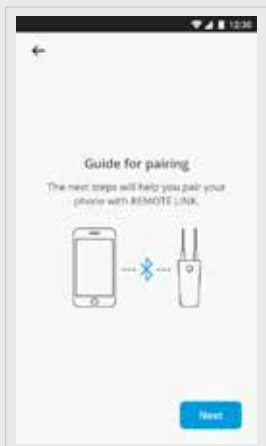 12:30
Guide for pairing
The next steps will help you pair your
phone with REMOTE LINK.
Next